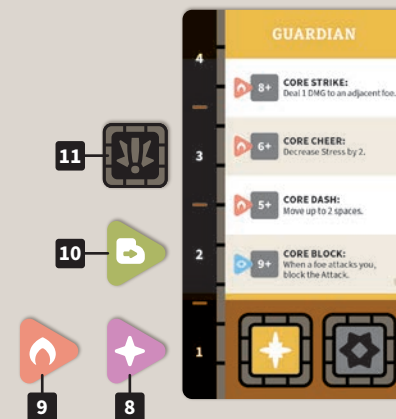 GUARDIAN
4
8+ CORE STRIKE:
Deal 1 DMG to an adjacent foe.
11
3
6+ CORE CHEER:
Decrease Stress by 2.
5+ CORE DASH:
Move up to 2 spaces.
10
2
9+ CORE BLOCK:
When a foe attacks you,
block the Attack.
1
9
8